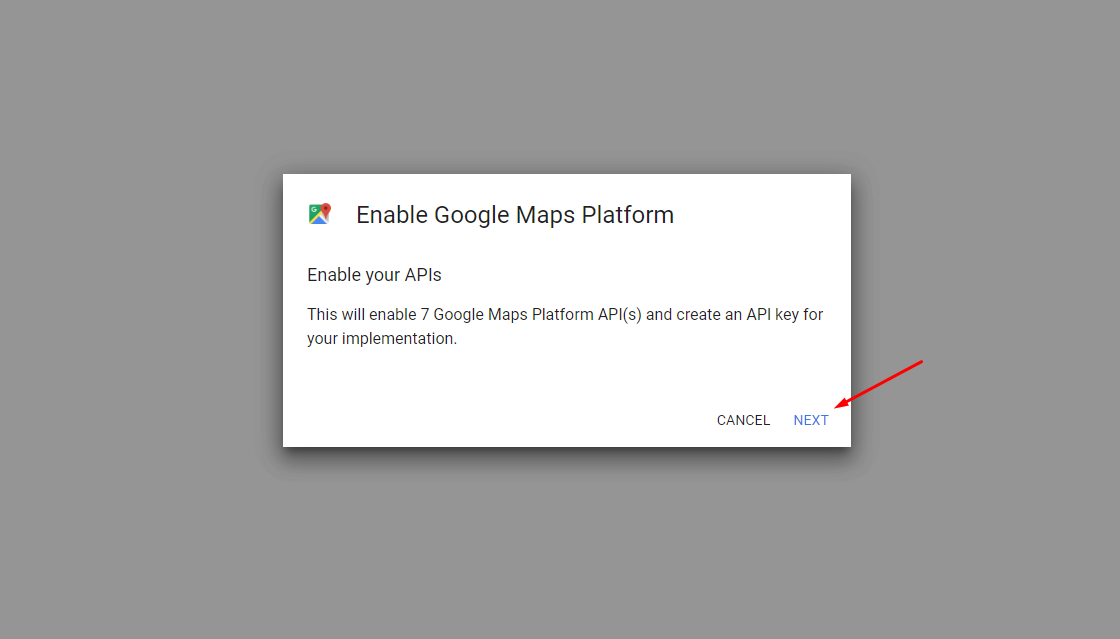 Enable Google Maps Platform
Enable your APIs
This will enable 7 Google Maps Platform API(s) and create an API key for
your implementation.
CANCEL NEXT